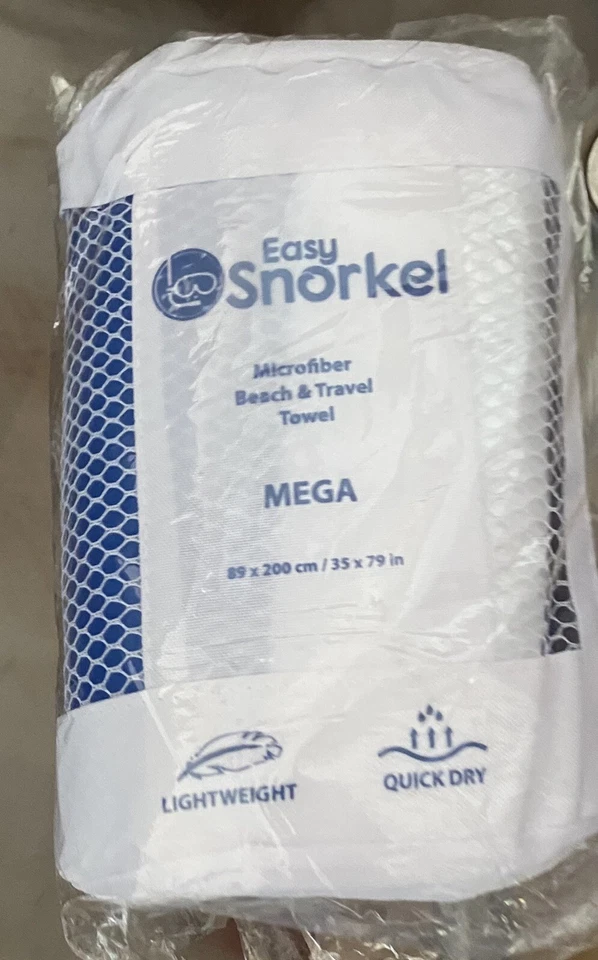 Easy
Snorkel
Microfiber
Beach & Travel
Towel
MEGA
89 x 200 cm / 35 x 79 in
LIGHTWEIGHT
QUICK DRY